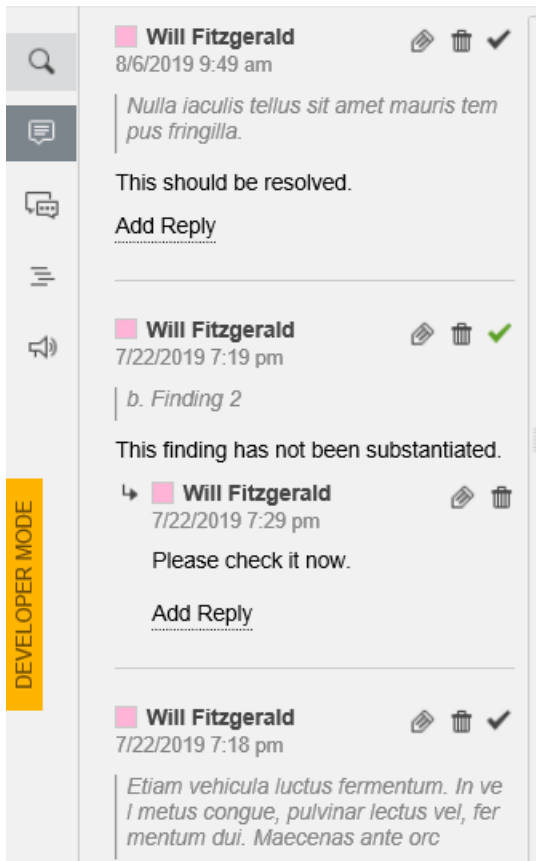 Will Fitzgerald
8/6/2019 9:49 am
Nulla iaculis tellus sit amet mauris tem
pus fringilla.
This should be resolved.
Add Reply
Will Fitzgerald
7/22/2019 7:19 pm
b. Finding 2
This finding has not been substantiated.
Will Fitzgerald
7/22/2019 7:29 pm
Please check it now.
Add Reply
DEVELOPER MODE
Will Fitzgerald
7/22/2019 7:18 pm
Etiam vehicula luctus fermentum. In ve
l metus congue, pulvinar lectus vel, fer
mentum dui. Maecenas ante orc